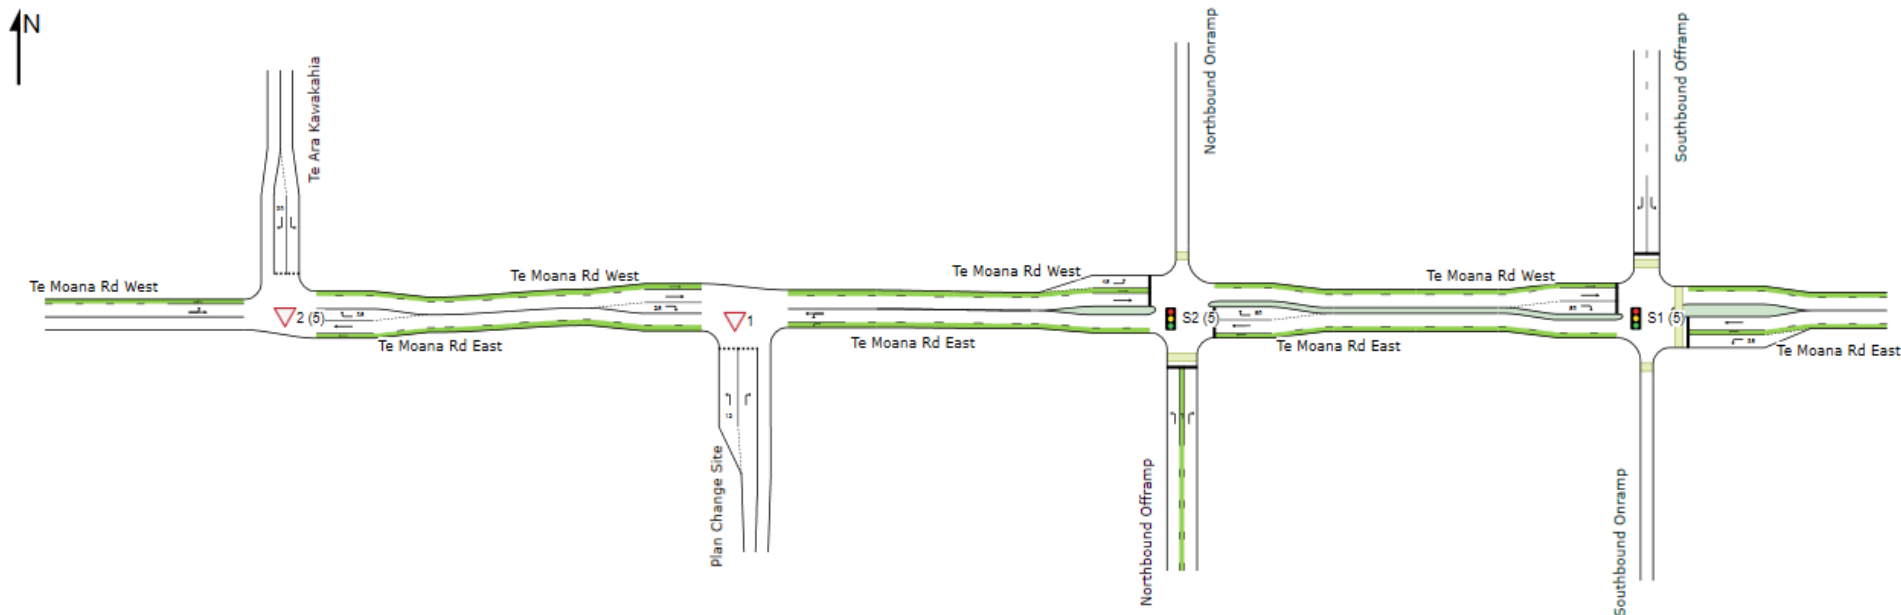 N
Te Ara Kawakahia
Northbound Onramp
Southbound Offramp
Te Moana Rd West
Te Moana Rd West
Te Moana Rd West
Te Moana Rd West
2 (5)
1
S2 (5)
S1 (5)
Te Moana Rd East
Te Moana Rd East
Te Moana Rd East
Te Moana Rd East
Plan Change Site
Northbound Offramp
Southbound Onramp